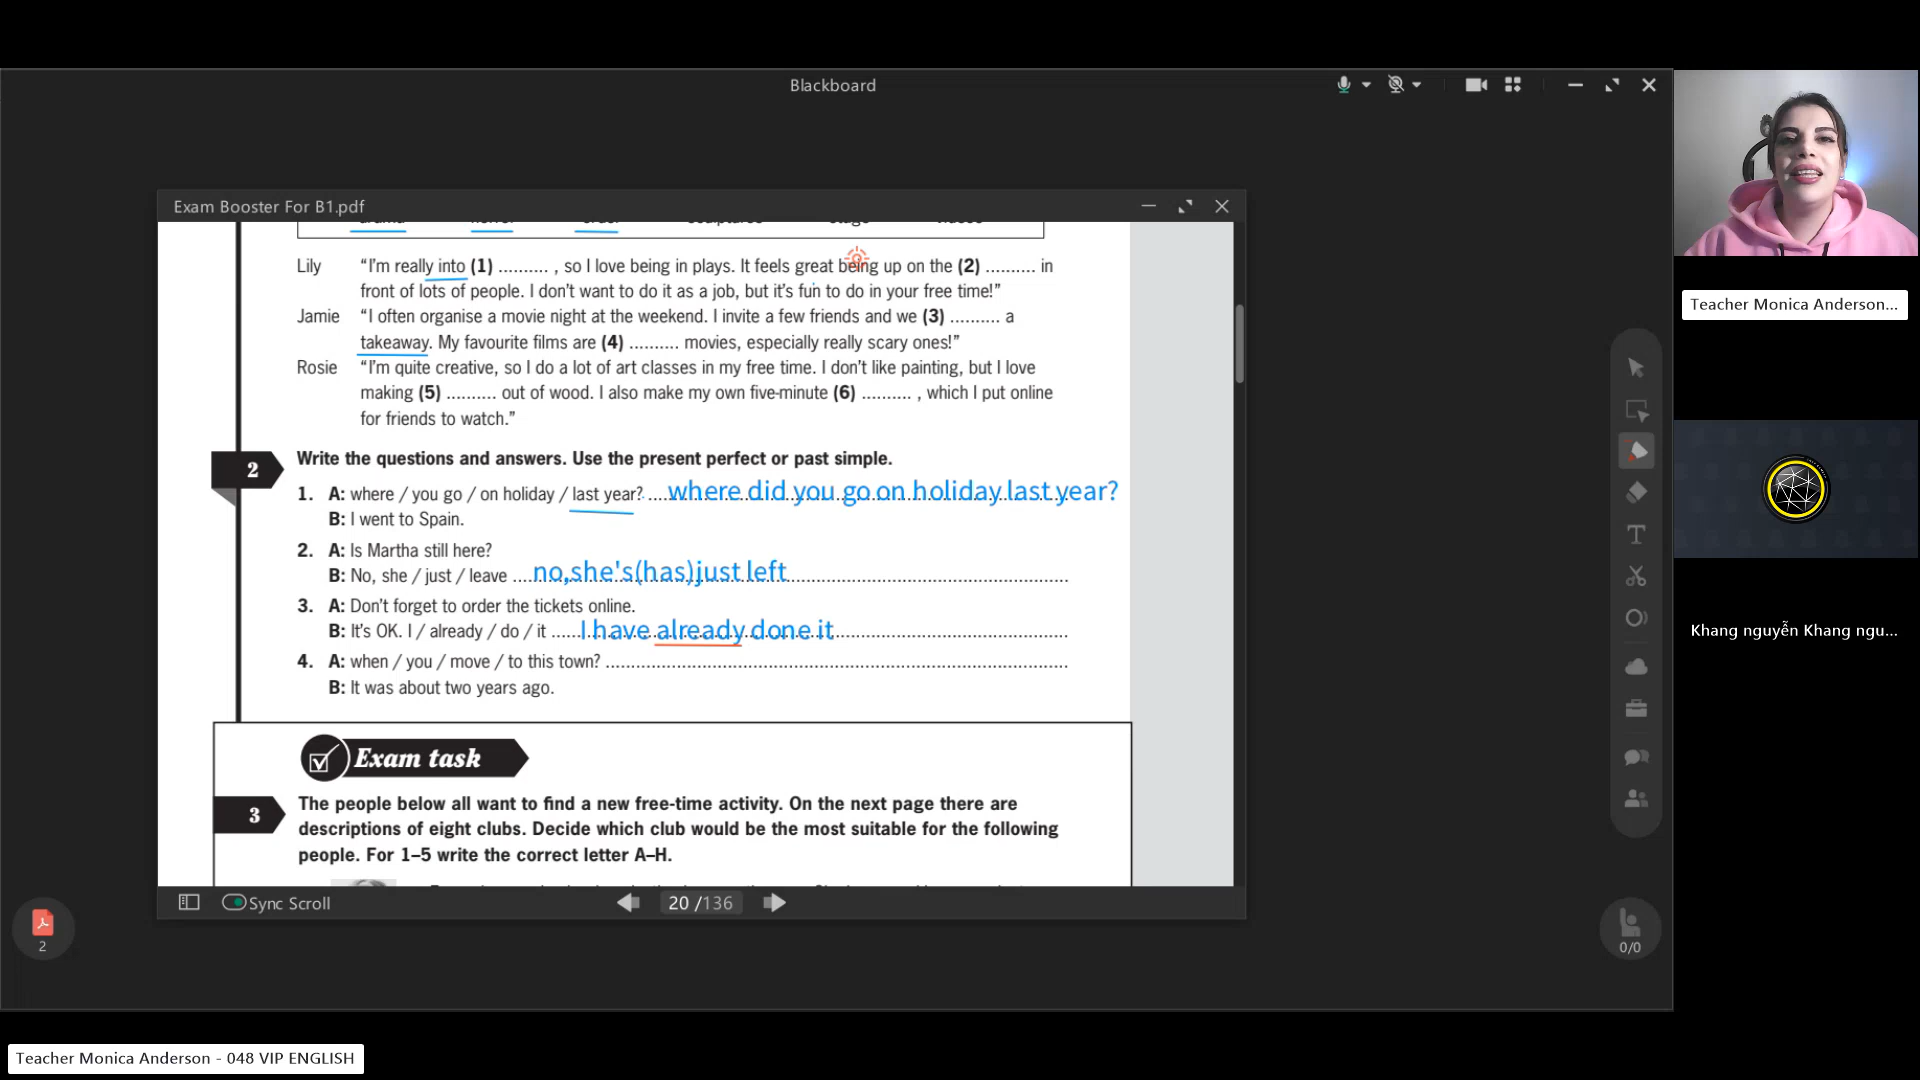 Blackboard
Exam Booster For B1.pdf
drama horror order sculptures stage videos
Lily “I’m really into (1) .......... , so I love being in plays. It feels great being up on the (2) .......... in
front of lots of people. I don’t want to do it as a job, but it’s fun to do in your free time!”
Jamie “I often organise a movie night at the weekend. I invite a few friends and we (3) .......... a
takeaway. My favourite films are (4) .......... movies, especially really scary ones!”
Rosie “I’m quite creative, so I do a lot of art classes in my free time. I don’t like painting, but I love
making (5) .......... out of wood. I also make my own five-minute (6) .......... , which I put online
for friends to watch.”
2 Write the questions and answers. Use the present perfect or past simple.
1. A: where / you go / on holiday / last year? where did you go on holiday last year?
B: I went to Spain.
2. A: Is Martha still here?
B: No, she / just / leave no,she's(has)just left
3. A: Don’t forget to order the tickets online.
B: It’s OK. I / already / do / it I have already done it
4. A: when / you / move / to this town?
B: It was about two years ago.
Exam task
3 The people below all want to find a new free-time activity. On the next page there are
descriptions of eight clubs. Decide which club would be the most suitable for the following
people. For 1–5 write the correct letter A–H.
Sync Scroll 20 /136
2
0/0
Teacher Monica Anderson...
Khang nguyễn Khang ngu...
Teacher Monica Anderson - 048 VIP ENGLISH